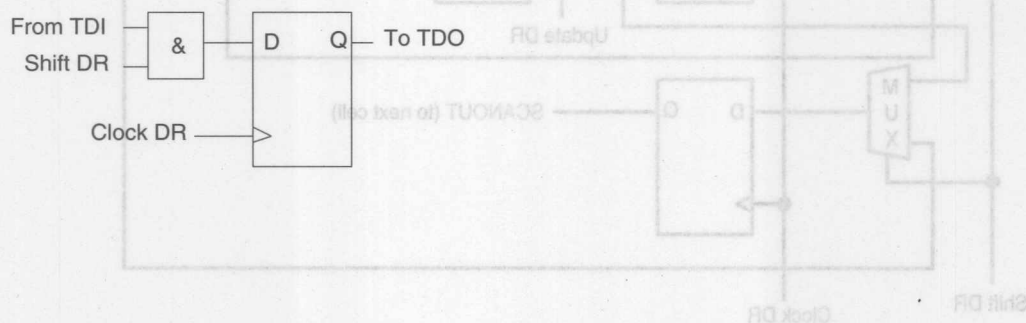 From TDI
Shift DR
&
D
Q
To TDO
Clock DR
Update DR
SCANOUT (to next cell)
Q
D
M
U
X
Clock DR
Shift DR